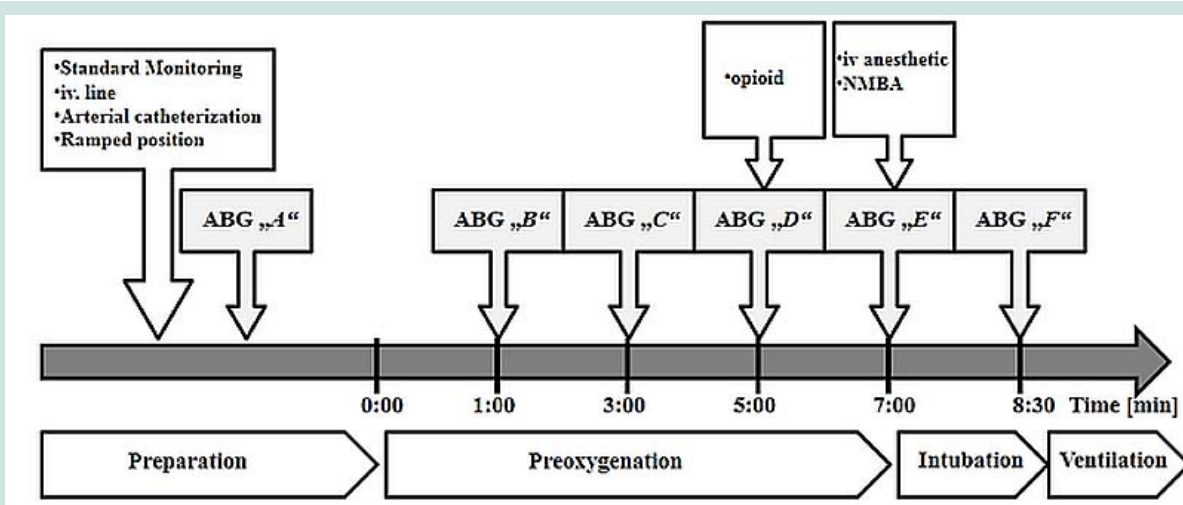 •Standard Monitoring
•iv. line
•Arterial catheterization
•Ramped position
•opioid
•iv anesthetic
•NMBA
ABG „A“
ABG „B“
ABG „C“
ABG „D“
ABG „E“
ABG „F“
0:00 1:00 3:00 5:00 7:00 8:30 Time [min]
Preparation
Preoxygenation
Intubation
Ventilation